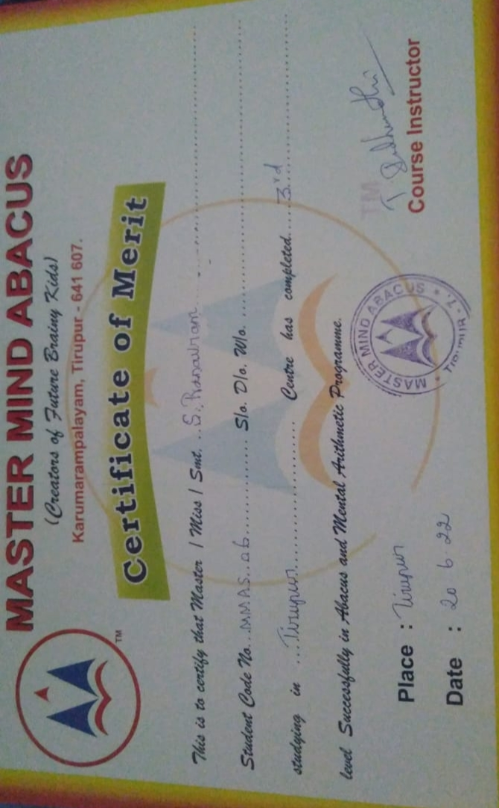 MASTER MIND ABACUS
(Creators of Future Brainy Kids)
Karumarampalayam, Tirupur - 641 607.
TM
Certificate of Merit
This is to certify that Master / Miss / Smt. ..S.
Student Code No...MMAS..06........... S/o. D/o. W/o. ..................
studying in ...Tirupur................. Centre has completed.....3rd.............
level Successfully in Abacus and Mental Arithmetic Programme.
MASTER MIND ABACUS
TM
Place : Tirupur
Date : 20 6 22
Course Instructor